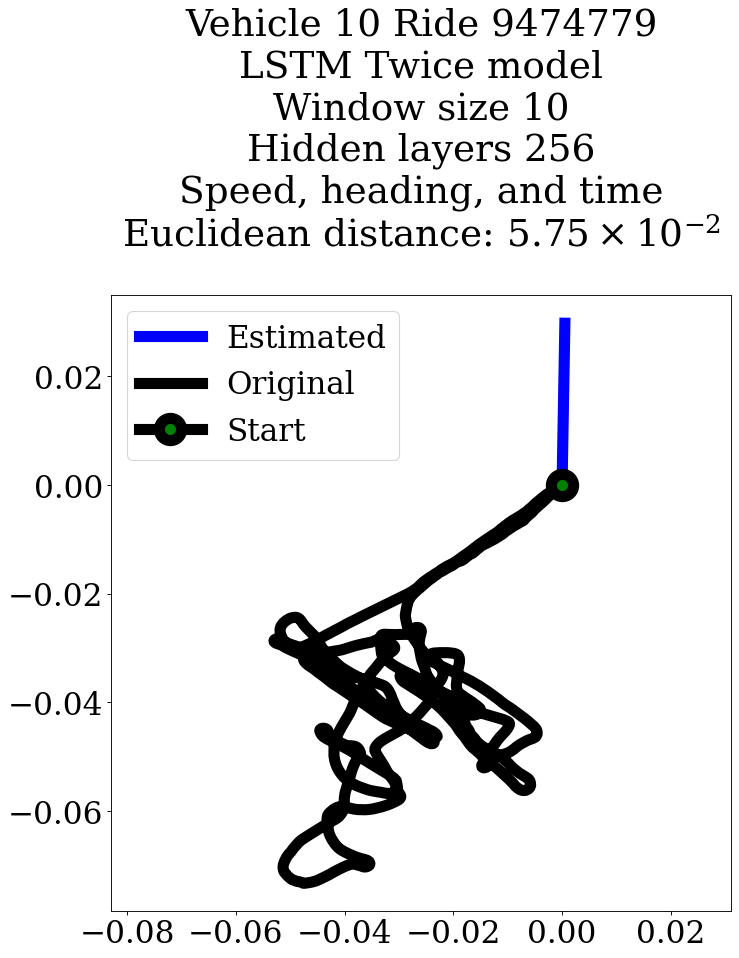 Vehicle 10 Ride 9474779
LSTM Twice model
Window size 10
Hidden layers 256
Speed, heading, and time
Euclidean distance: 5.75 × 10⁻²
Estimated
Original
Start
0.02
0.00
−0.02
−0.04
−0.06
−0.08 −0.06 −0.04 −0.02 0.00 0.02